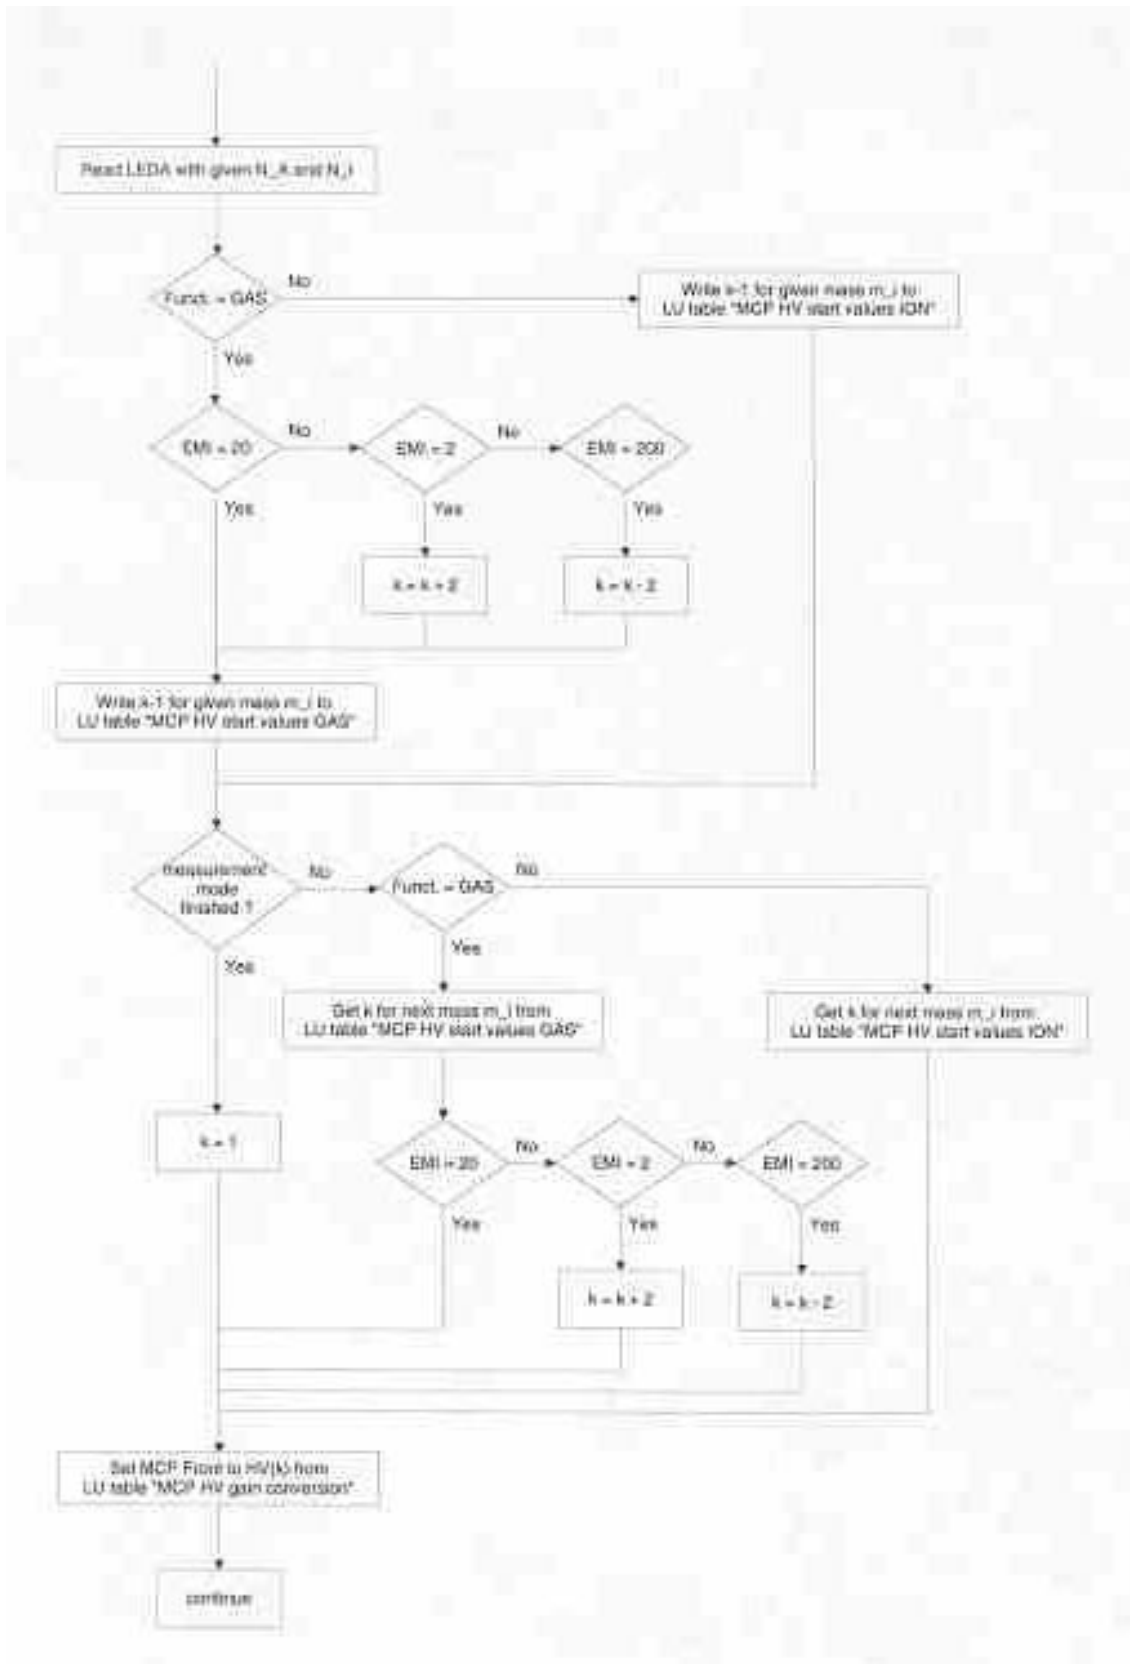 Read LEDA with given N_A and N_I
Funct. = GAS
No
Write k-1 for given mass m_i to
LU table "MCP HV start values ION"
Yes
EMI = 20
No
EMI = 2
No
EMI = 200
Yes
Yes
Yes
k = k + 2
k = k - 2
Write k-1 for given mass m_i to
LU table "MCP HV start values GAS"
measurement
mode
finished ?
No
Funct. = GAS
No
Yes
Yes
Get k for next mass m_i from
LU table "MCP HV start values GAS"
Get k for next mass m_i from
LU table "MCP HV start values ION"
k = 1
EMI = 20
No
EMI = 2
No
EMI = 200
Yes
Yes
Yes
k = k + 2
k = k - 2
Set MCP Front to HV(k) from
LU table "MCP HV gain conversion"
continue